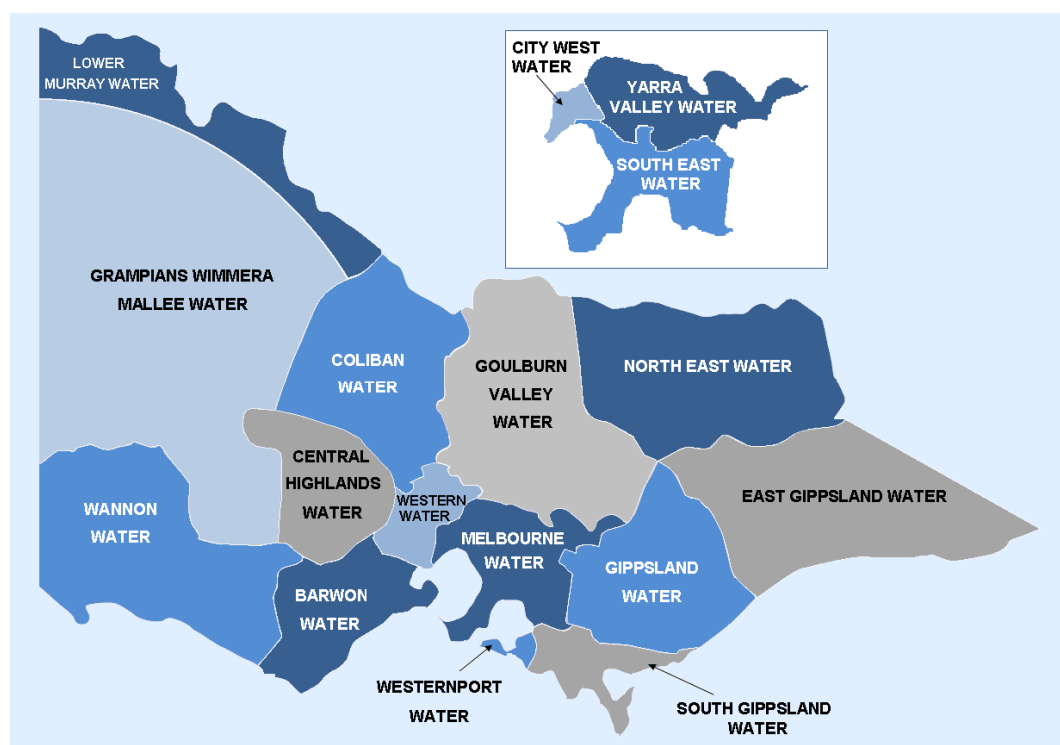 LOWER
MURRAY WATER
CITY WEST
WATER
YARRA
VALLEY WATER
SOUTH EAST
WATER
GRAMPIANS WIMMERA
MALLEE WATER
COLIBAN
WATER
GOULBURN
VALLEY
WATER
NORTH EAST WATER
CENTRAL
HIGHLANDS
WATER
WESTERN
WATER
EAST GIPPSLAND WATER
WANNON
WATER
MELBOURNE
WATER
GIPPSLAND
WATER
BARWON
WATER
WESTERNPORT
WATER
SOUTH GIPPSLAND
WATER